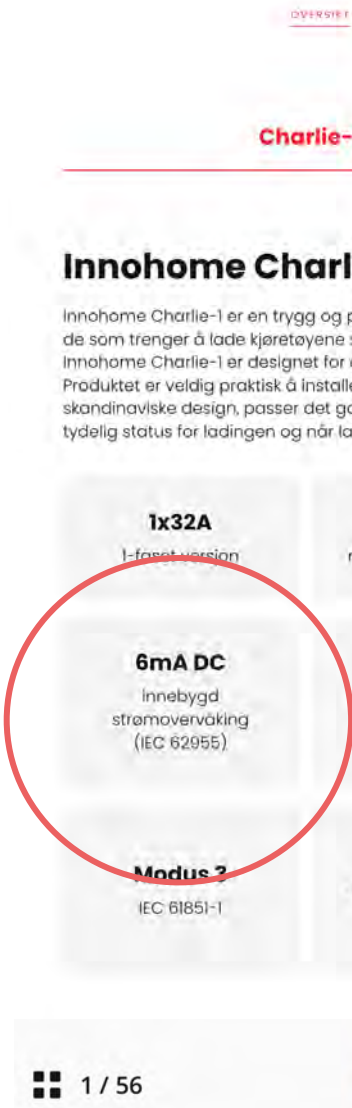 OVERSIKT
Charlie-
Innohome Charl
Innohome Charlie-1 er en trygg og p
de som trenger å lade kjøretøyene s
Innohome Charlie-1 er designet for
Produktet er veldig praktisk å installe
skandinaviske design, passer det go
tydelig status for ladingen og når la
1x32A
1-faset version
6mA DC
innebygd
strømovervåking
(IEC 62955)
Modus 3
IEC 61851-1
1 / 56